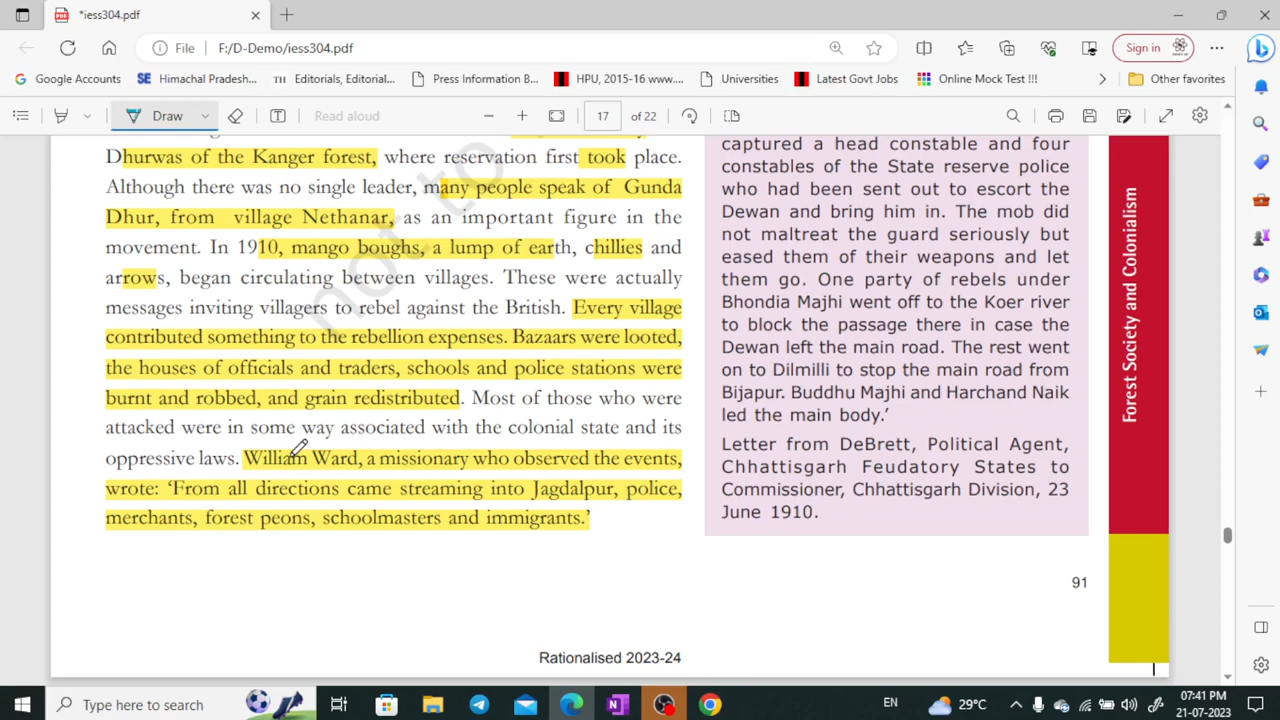 *iess304.pdf
File F:/D-Demo/iess304.pdf
Sign in
Google Accounts
Himachal Pradesh...
Editorials, Editorial...
Press Information B...
HPU, 2015-16 www....
Universities
Latest Govt Jobs
Online Mock Test !!!
Other favorites
Draw
Read aloud
17 of 22
Dhurwas of the Kanger forest, where reservation first took place.
Although there was no single leader, many people speak of Gunda
Dhur, from village Nethanar, as an important figure in the
movement. In 1910, mango boughs, a lump of earth, chillies and
arrows, began circulating between villages. These were actually
messages inviting villagers to rebel against the British. Every village
contributed something to the rebellion expenses. Bazaars were looted,
the houses of officials and traders, schools and police stations were
burnt and robbed, and grain redistributed. Most of those who were
attacked were in some way associated with the colonial state and its
oppressive laws. William Ward, a missionary who observed the events,
wrote: ‘From all directions came streaming into Jagdalpur, police,
merchants, forest peons, schoolmasters and immigrants.’
not to
captured a head constable and four
constables of the State reserve police
who had been sent out to escort the
Dewan and bring him in. The mob did
not maltreat the guard seriously but
eased them of their weapons and let
them go. One party of rebels under
Bhondia Majhi went off to the Koer river
to block the passage there in case the
Dewan left the main road. The rest went
on to Dilmilli to stop the main road from
Bijapur. Buddhu Majhi and Harchand Naik
led the main body.’
Letter from DeBrett, Political Agent,
Chhattisgarh Feudatory States to
Commissioner, Chhattisgarh Division, 23
June 1910.
Forest Society and Colonialism
91
Rationalised 2023-24
Type here to search
EN
29°C
07:41 PM
21-07-2023